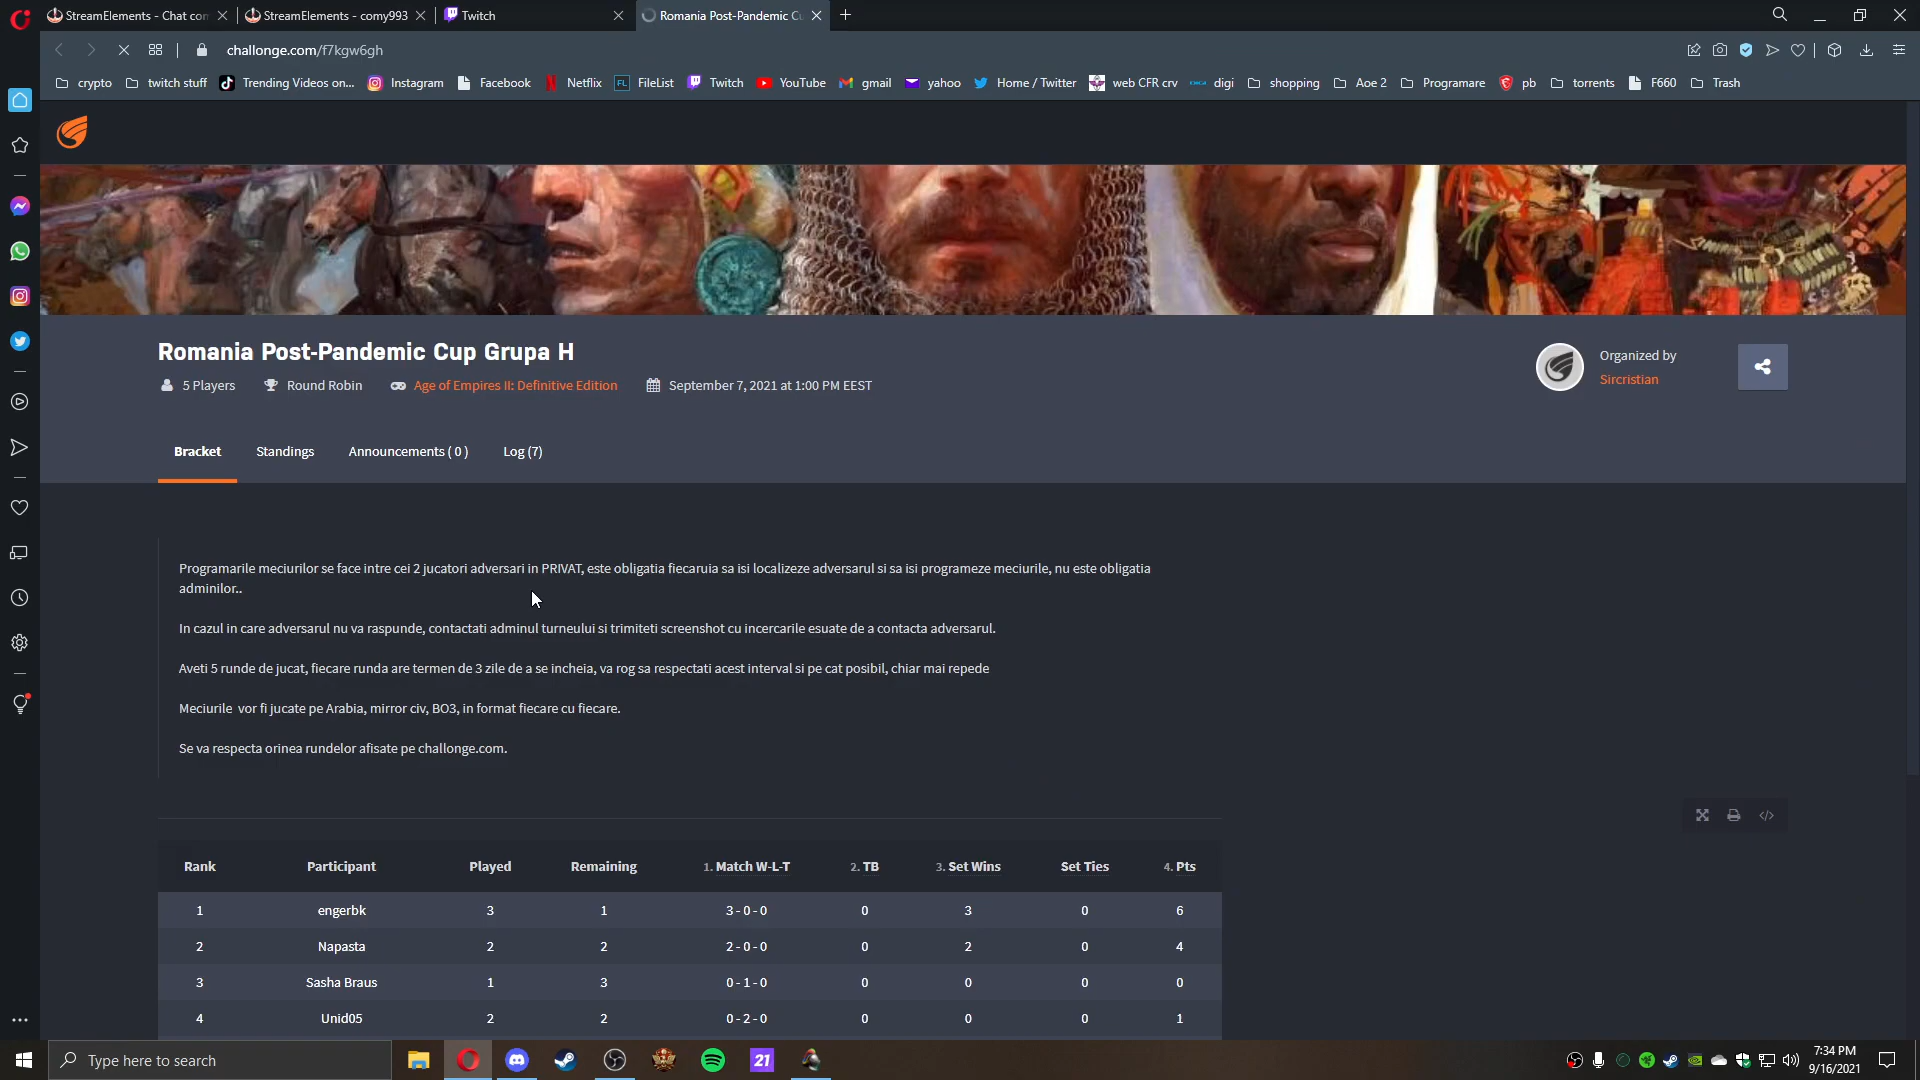 StreamElements - Chat con
StreamElements - comy993
Twitch
Romania Post-Pandemic Cu
challonge.com/f7kgw6gh
crypto
twitch stuff
Trending Videos on...
Instagram
Facebook
Netflix
FL FileList
Twitch
YouTube
gmail
yahoo
Home / Twitter
web CFR crv
digi
shopping
Aoe 2
Programare
pb
torrents
F660
Trash
Romania Post-Pandemic Cup Grupa H
5 Players Round Robin Age of Empires II: Definitive Edition September 7, 2021 at 1:00 PM EEST
Organized by
Sircristian
Bracket Standings Announcements ( 0 ) Log (7)
Programarile meciurilor se face intre cei 2 jucatori adversari in PRIVAT, este obligatia fiecaruia sa isi localizeze adversarul si sa isi programeze meciurile, nu este obligatia
adminilor..
In cazul in care adversarul nu va raspunde, contactati adminul turneului si trimiteti screenshot cu incercarile esuate de a contacta adversarul.
Aveti 5 runde de jucat, fiecare runda are termen de 3 zile de a se incheia, va rog sa respectati acest interval si pe cat posibil, chiar mai repede
Meciurile vor fi jucate pe Arabia, mirror civ, BO3, in format fiecare cu fiecare.
Se va respecta orinea rundelor afisate pe challonge.com.
Rank Participant Played Remaining 1. Match W-L-T 2. TB 3. Set Wins Set Ties 4. Pts
1 engerbk 3 1 3 - 0 - 0 0 3 0 6
2 Napasta 2 2 2 - 0 - 0 0 2 0 4
3 Sasha Braus 1 3 0 - 1 - 0 0 0 0 0
4 Unid05 2 2 0 - 2 - 0 0 0 0 1
Type here to search
21
7:34 PM
9/16/2021